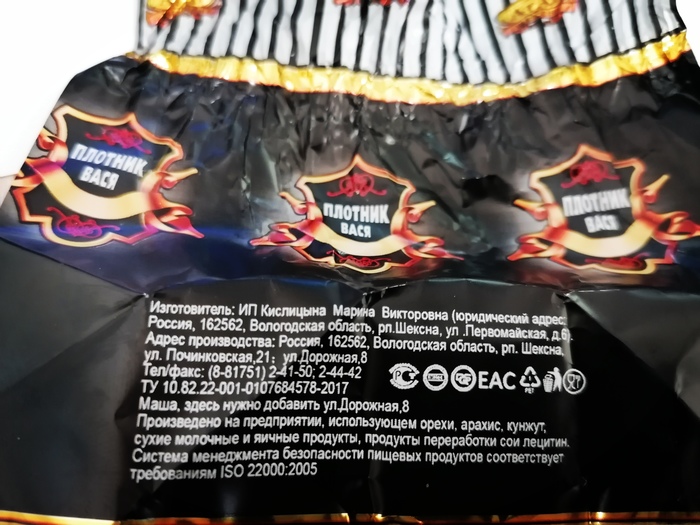 ПЛОТНИК
ВАСЯ
ПЛОТНИК
ВАСЯ
ПЛОТНИК
ВАСЯ
Изготовитель: ИП Кислицына Марина Викторовна (юридический адрес:
Россия, 162562, Вологодская область, рп.Шексна, ул .Первомайская, д.6).
Адрес производства: Россия, 162562, Вологодская область, рп. Шексна,
ул. Починковская,21; ул.Дорожная,8
Тел/факс: (8-81751) 2-41-50; 2-44-42
ТУ 10.82.22-001-0107684578-2017
EAC
Маша, здесь нужно добавить ул.Дорожная,8
Произведено на предприятии, использующем орехи, арахис, кунжут,
сухие молочные и яичные продукты, продукты переработки сои лецитин.
Система менеджмента безопасности пищевых продуктов соответствует
требованиям ISO 22000:2005